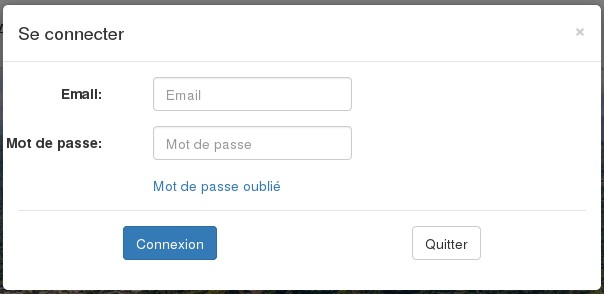 Se connecter ×
Email: Email
Mot de passe: Mot de passe
Mot de passe oublié
Connexion Quitter